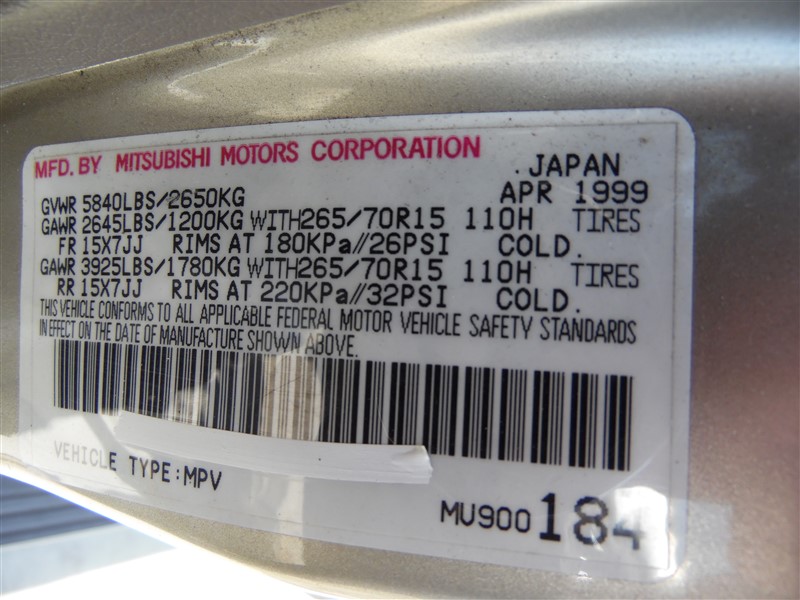 MFD. BY MITSUBISHI MOTORS CORPORATION .JAPAN
GVWR 5840LBS/2650KG APR 1999
GAWR 2645LBS/1200KG WITH265/70R15 110H TIRES
FR 15X7JJ RIMS AT 180KPa//26PSI COLD.
GAWR 3925LBS/1780KG WITH265/70R15 110H TIRES
RR 15X7JJ RIMS AT 220KPa//32PSI COLD.
THIS VEHICLE CONFORMS TO ALL APPLICABLE FEDERAL MOTOR VEHICLE SAFETY STANDARDS
IN EFFECT ON THE DATE OF MANUFACTURE SHOWN ABOVE.
VEHICLE TYPE:MPV
MU900184